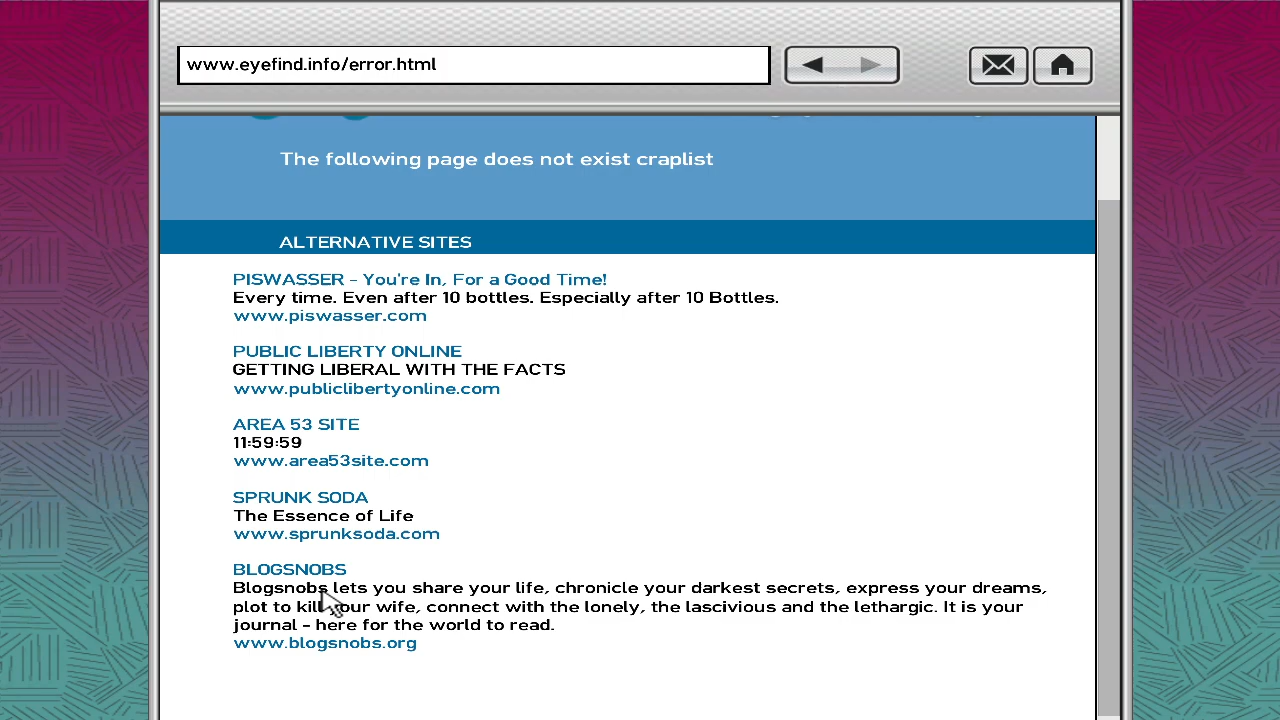 www.eyefind.info/error.html
The following page does not exist craplist
ALTERNATIVE SITES
PISWASSER - You're In, For a Good Time!
Every time. Even after 10 bottles. Especially after 10 Bottles.
www.piswasser.com
PUBLIC LIBERTY ONLINE
GETTING LIBERAL WITH THE FACTS
www.publiclibertyonline.com
AREA 53 SITE
11:59:59
www.area53site.com
SPRUNK SODA
The Essence of Life
www.sprunksoda.com
BLOGSNOBS
Blogsnobs lets you share your life, chronicle your darkest secrets, express your dreams,
plot to kill your wife, connect with the lonely, the lascivious and the lethargic. It is your
journal - here for the world to read.
www.blogsnobs.org